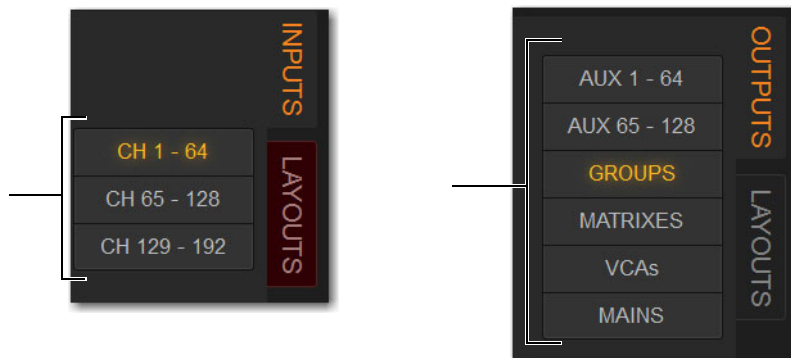 INPUTS
CH 1 - 64
CH 65 - 128
CH 129 - 192
LAYOUTS
OUTPUTS
AUX 1 - 64
AUX 65 - 128
GROUPS
MATRIXES
VCAs
MAINS
LAYOUTS